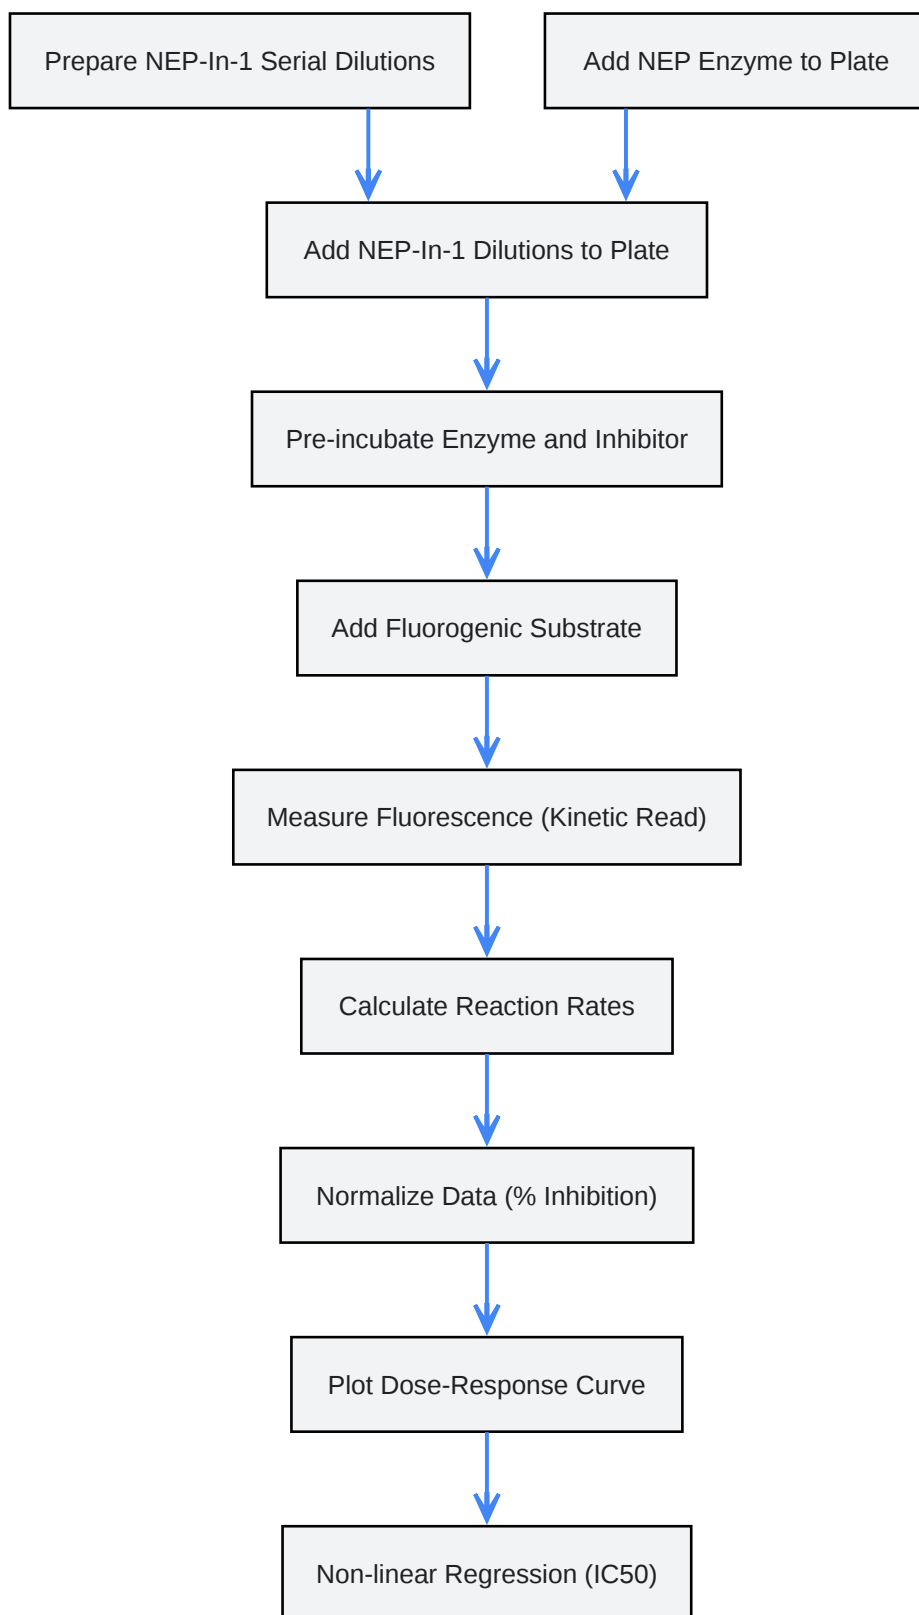 Prepare NEP-In-1 Serial Dilutions
Add NEP Enzyme to Plate
Add NEP-In-1 Dilutions to Plate
Pre-incubate Enzyme and Inhibitor
Add Fluorogenic Substrate
Measure Fluorescence (Kinetic Read)
Calculate Reaction Rates
Normalize Data (% Inhibition)
Plot Dose-Response Curve
Non-linear Regression (IC50)